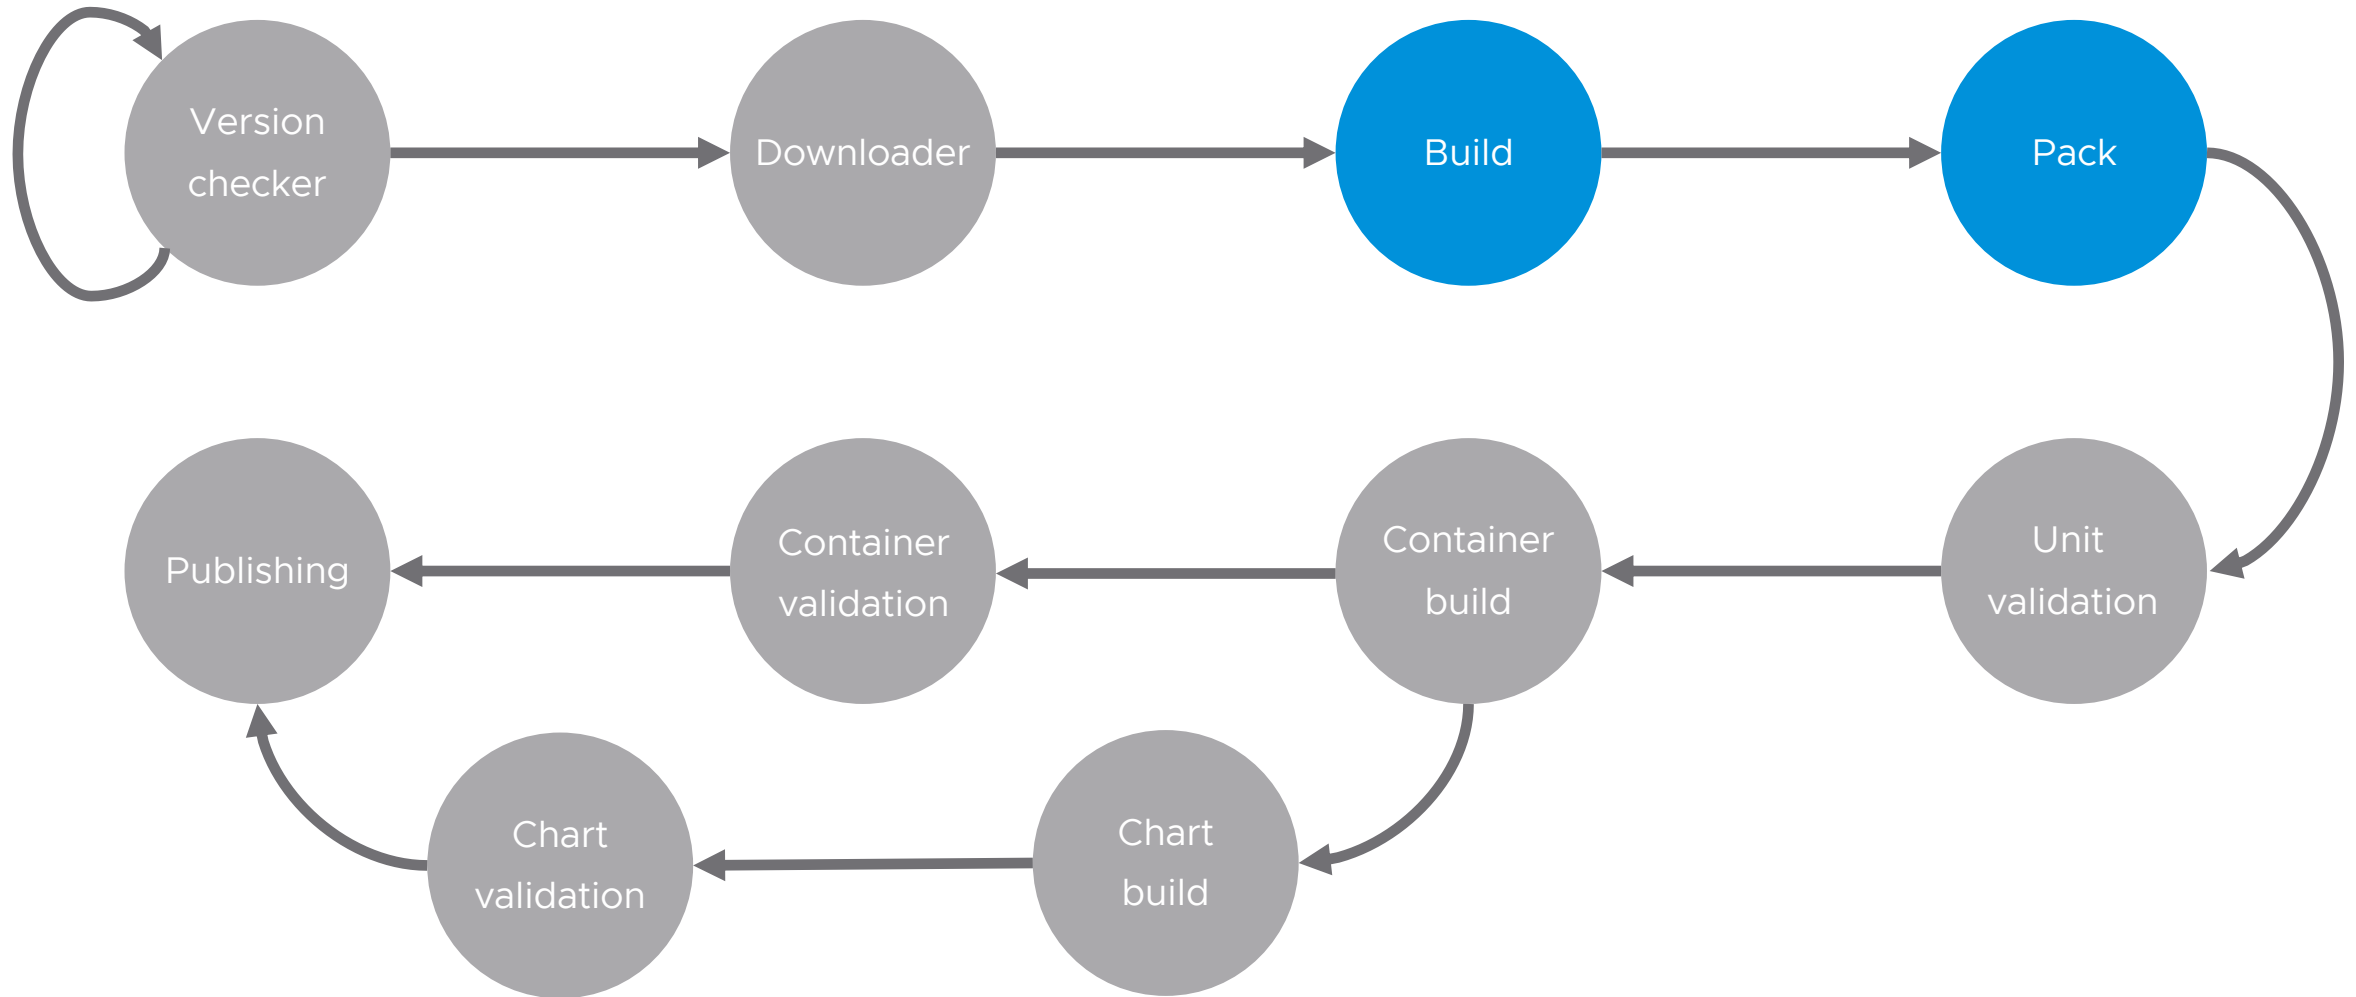 Version
checker
Downloader
Build
Pack
Publishing
Container
validation
Container
build
Unit
validation
Chart
validation
Chart
build